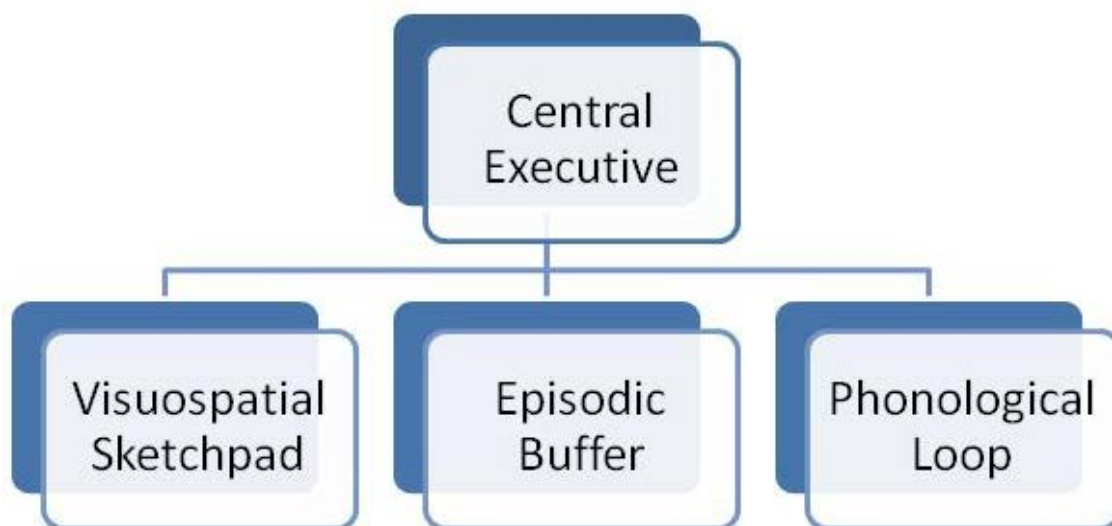 Central
Executive
Visuospatial
Sketchpad
Episodic
Buffer
Phonological
Loop